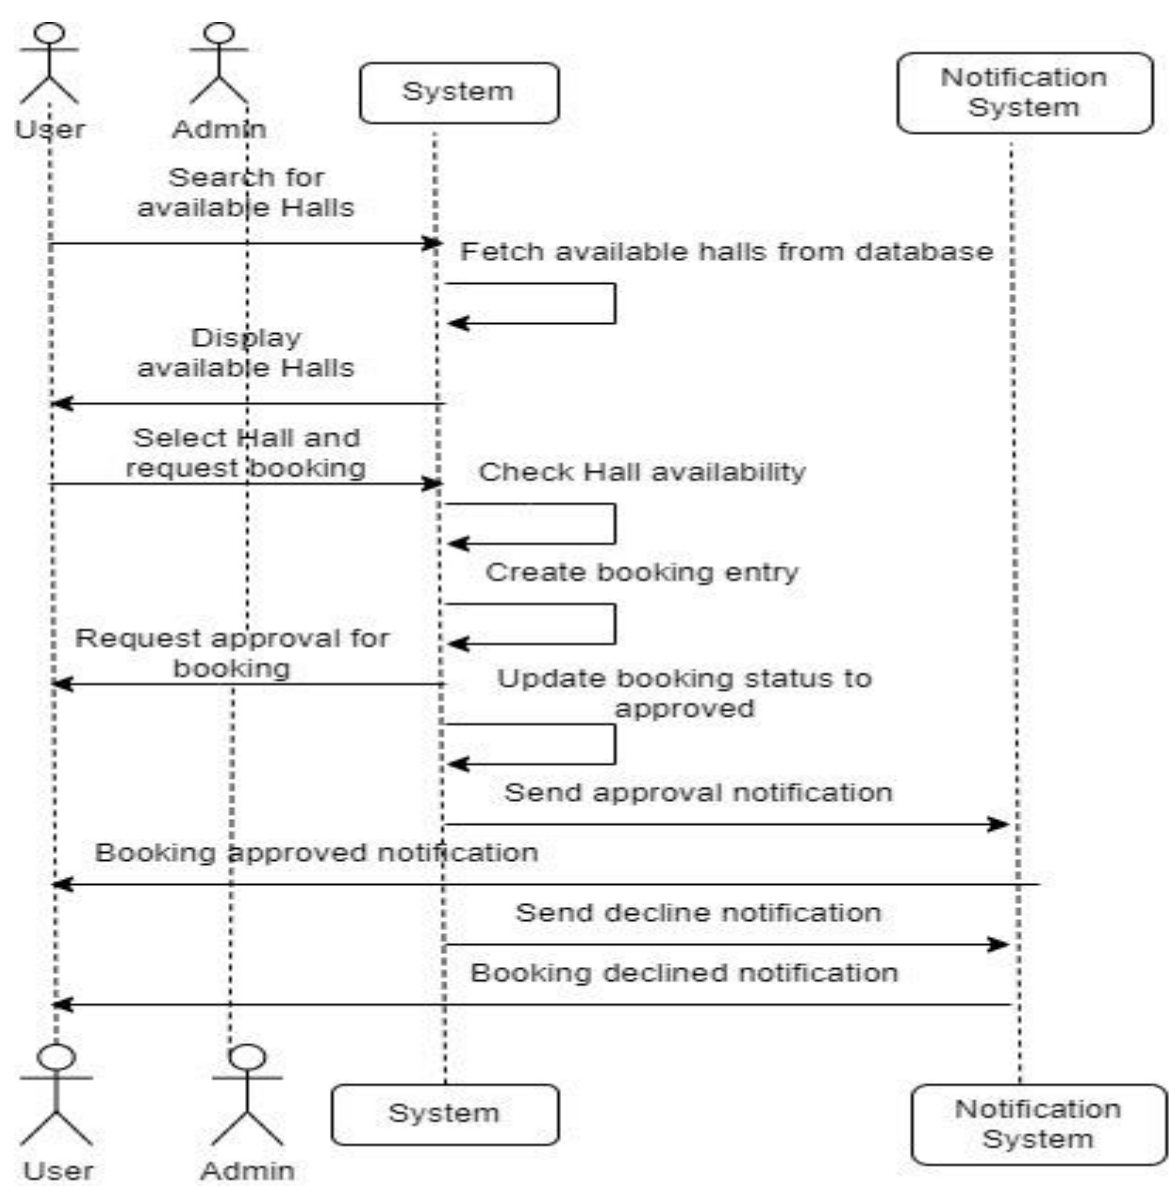 User
Admin
System
Notification
System
Search for
available Halls
Fetch available halls from database
Display
available Halls
Select Hall and
request booking
Check Hall availability
Create booking entry
Request approval for
booking
Update booking status to
approved
Send approval notification
Booking approved notification
Send decline notification
Booking declined notification
User
Admin
System
Notification
System